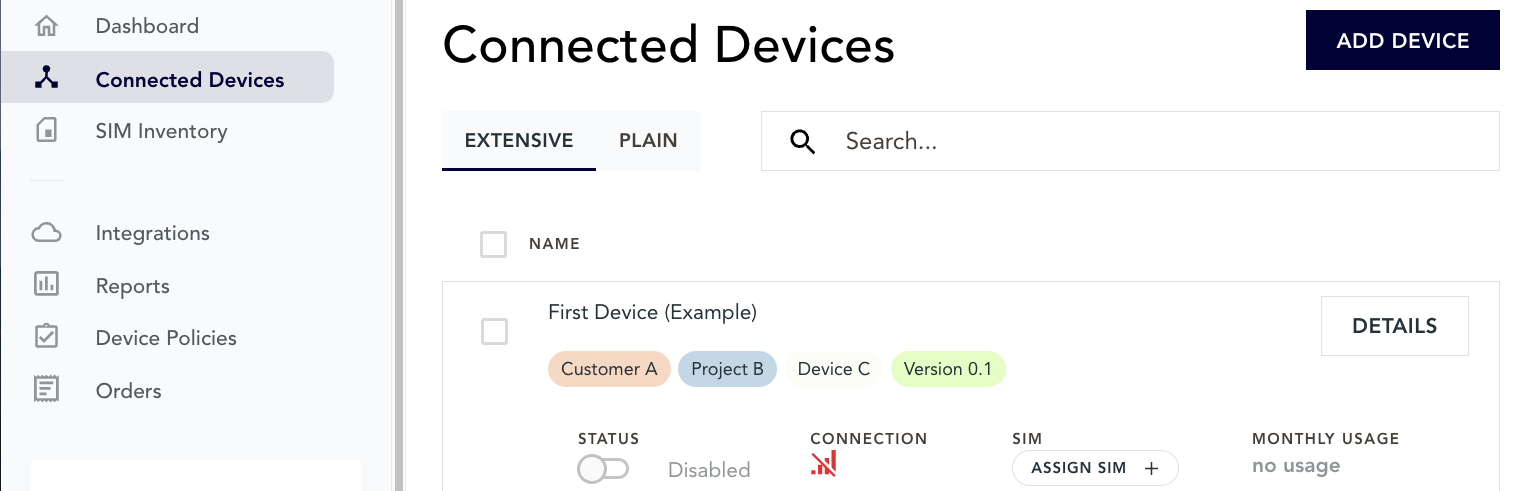 Dashboard
Connected Devices
SIM Inventory
Integrations
Reports
Device Policies
Orders
Connected Devices
ADD DEVICE
EXTENSIVE PLAIN
Search...
NAME
First Device (Example)
DETAILS
Customer A Project B Device C Version 0.1
STATUS CONNECTION SIM MONTHLY USAGE
Disabled ASSIGN SIM + no usage